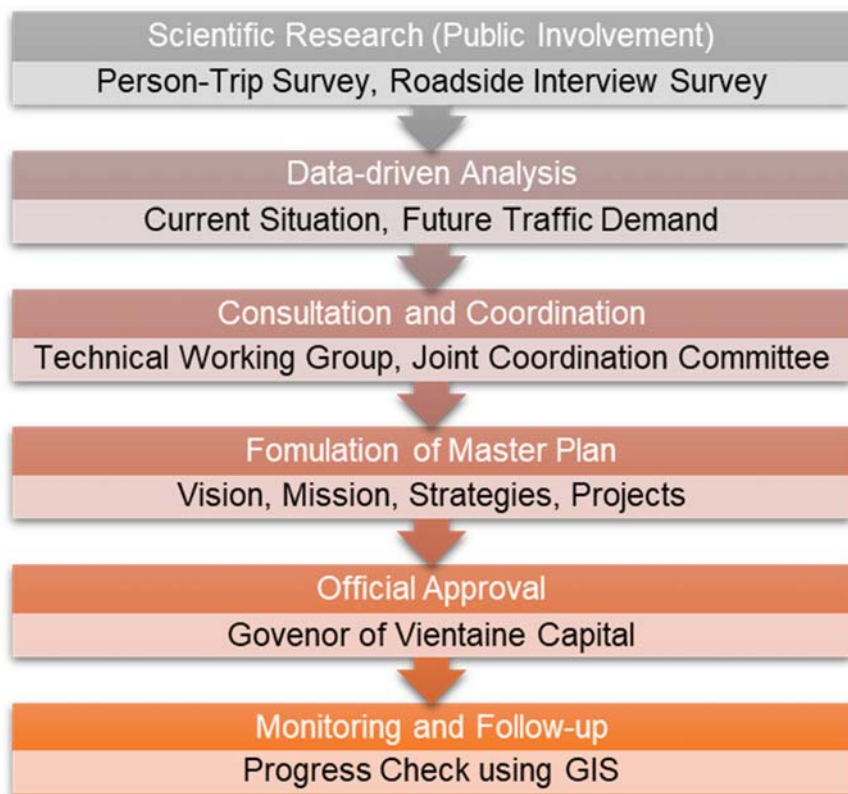 Scientific Research (Public Involvement)
Person-Trip Survey, Roadside Interview Survey
Data-driven Analysis
Current Situation, Future Traffic Demand
Consultation and Coordination
Technical Working Group, Joint Coordination Committee
Fomulation of Master Plan
Vision, Mission, Strategies, Projects
Official Approval
Govenor of Vientaine Capital
Monitoring and Follow-up
Progress Check using GIS